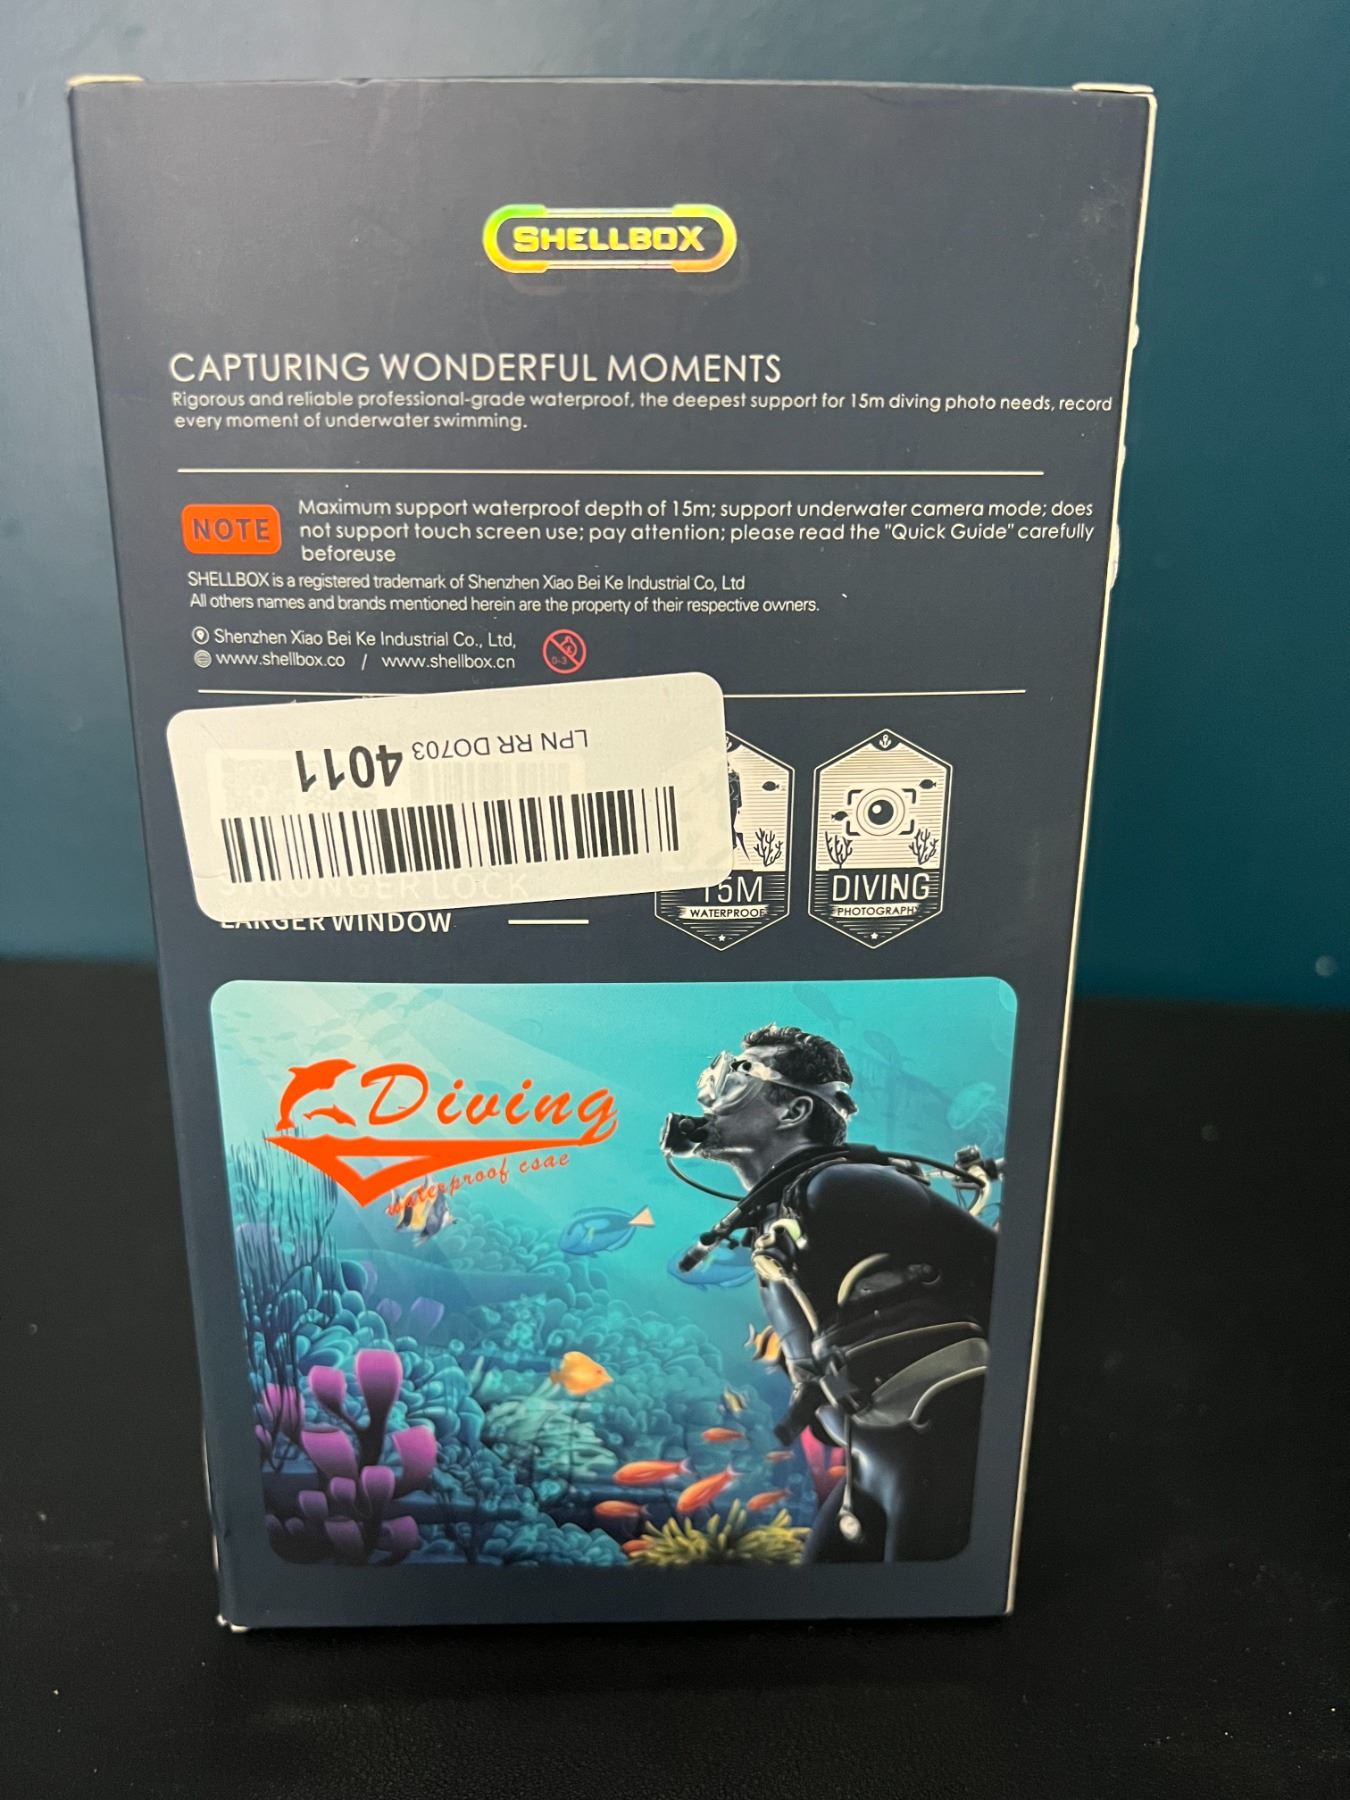 SHELLBOX
CAPTURING WONDERFUL MOMENTS
Rigorous and reliable professional-grade waterproof, the deepest support for 15m diving photo needs, record
every moment of underwater swimming.
NOTE
Maximum support waterproof depth of 15m; support underwater camera mode; does
not support touch screen use; pay attention; please read the "Quick Guide" carefully
beforeuse
SHELLBOX is a registered trademark of Shenzhen Xiao Bei Ke Industrial Co, Ltd
All others names and brands mentioned herein are the property of their respective owners.
Shenzhen Xiao Bei Ke Industrial Co., Ltd,
www.shellbox.co / www.shellbox.cn
0-3
LPN RR DO703 4011
STRONGER LOCK
LARGER WINDOW
15M
WATERPROOF
DIVING
PHOTOGRAPHY
Diving
waterproof csae